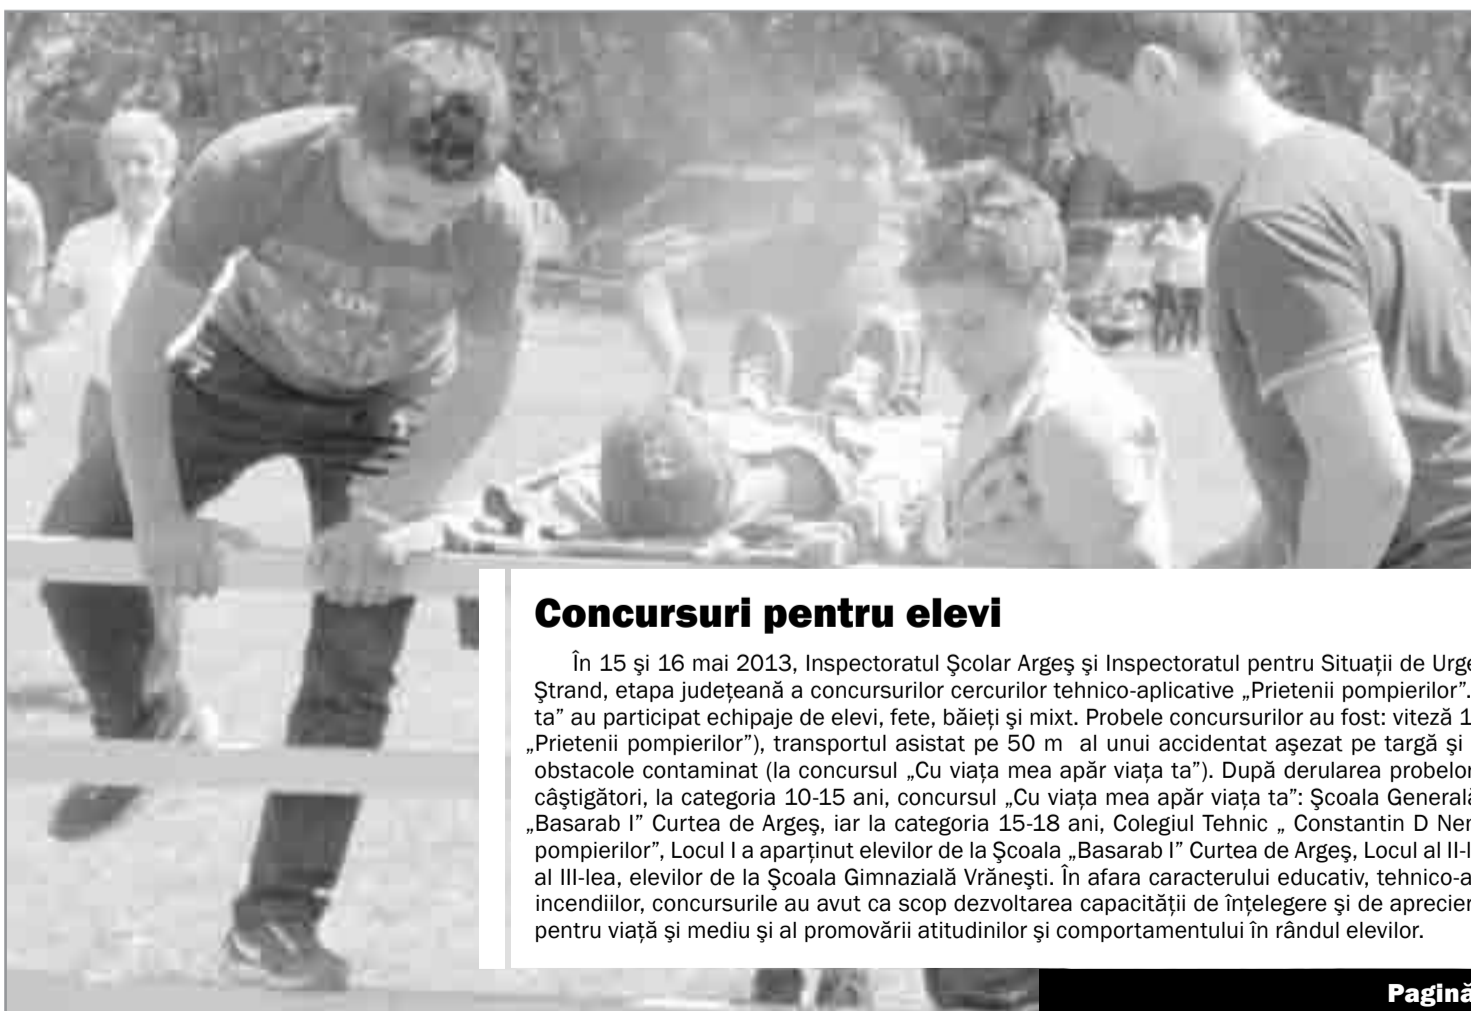 Concursuri pentru elevi
În 15 şi 16 mai 2013, Inspectoratul Şcolar Argeş şi Inspectoratul pentru Situaţii de Urge
Ştrand, etapa judeţeană a concursurilor cercurilor tehnico-aplicative „Prietenii pompierilor”.
ta” au participat echipaje de elevi, fete, băieţi şi mixt. Probele concursurilor au fost: viteză 1
„Prietenii pompierilor”), transportul asistat pe 50 m al unui accidentat aşezat pe targă şi
obstacole contaminat (la concursul „Cu viaţa mea apăr viaţa ta”). După derularea probelor
câştigători, la categoria 10-15 ani, concursul „Cu viaţa mea apăr viaţa ta”: Şcoala Generală
„Basarab I” Curtea de Argeş, iar la categoria 15-18 ani, Colegiul Tehnic „ Constantin D Ner
pompierilor”, Locul I a aparţinut elevilor de la Şcoala „Basarab I” Curtea de Argeş, Locul al II-l
al III-lea, elevilor de la Şcoala Gimnazială Vrăneşti. În afara caracterului educativ, tehnico-a
incendiilor, concursurile au avut ca scop dezvoltarea capacităţii de înţelegere şi de aprecier
pentru viaţă şi mediu şi al promovării atitudinilor şi comportamentului în rândul elevilor.
Pagină